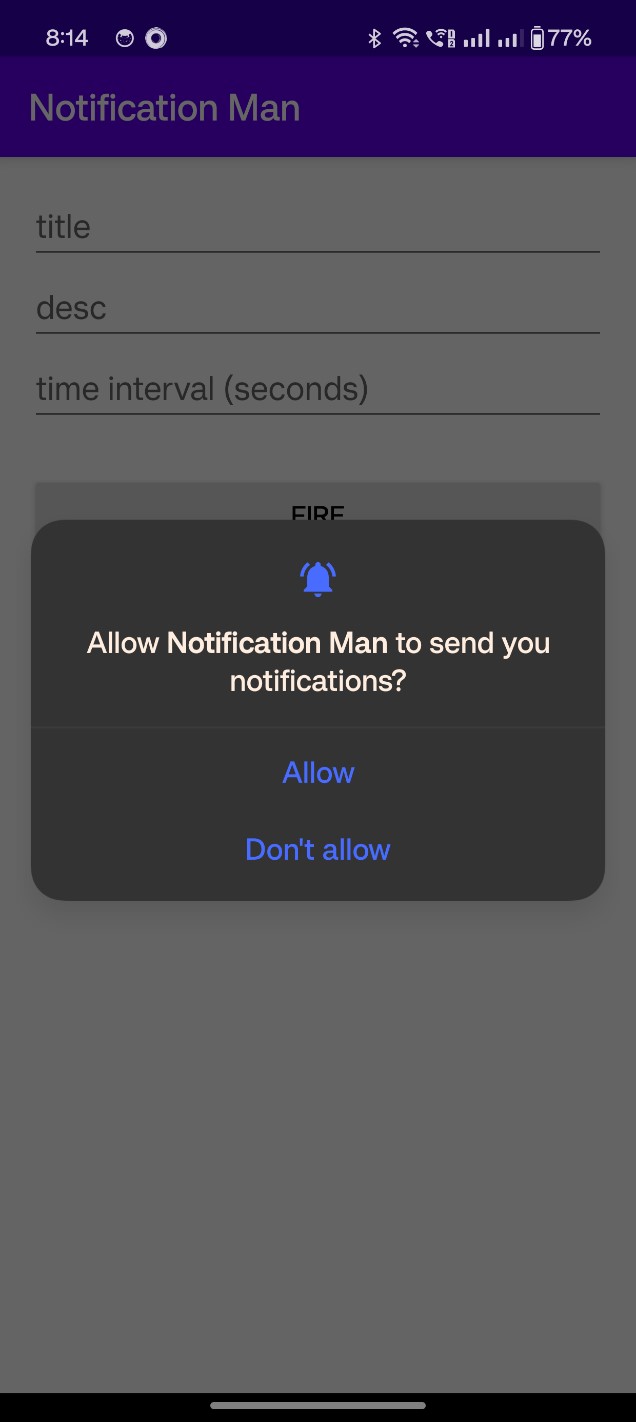 8:14
77%
Notification Man
title
desc
time interval (seconds)
FIRE
Allow Notification Man to send you
notifications?
Allow
Don't allow